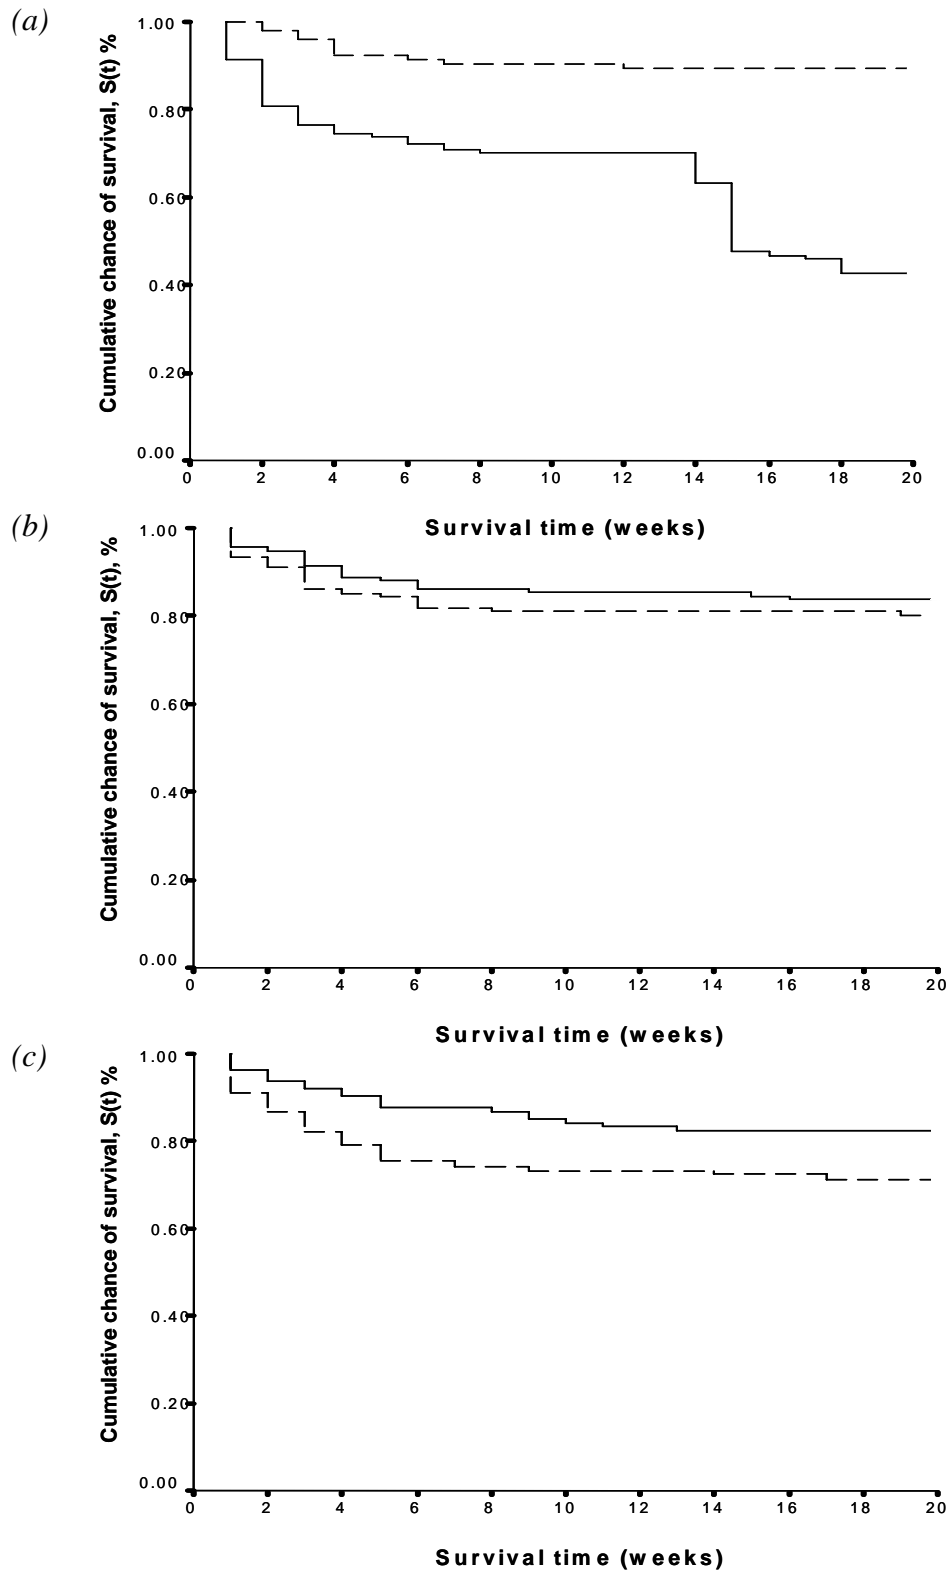 (a)
Cumulative chance of survival, S(t) %
1.00
0.80
0.60
0.40
0.20
0.00
0 2 4 6 8 10 12 14 16 18 20
Survival time (weeks)
(b)
Cumulative chance of survival, S(t), %
1.00
0.80
0.60
0.40
0.20
0.00
0 2 4 6 8 10 12 14 16 18 20
Survival time (weeks)
(c)
Cumulative chance of survival, S(t) %
1.00
0.80
0.60
0.40
0.20
0.00
0 2 4 6 8 10 12 14 16 18 20
Survival time (weeks)